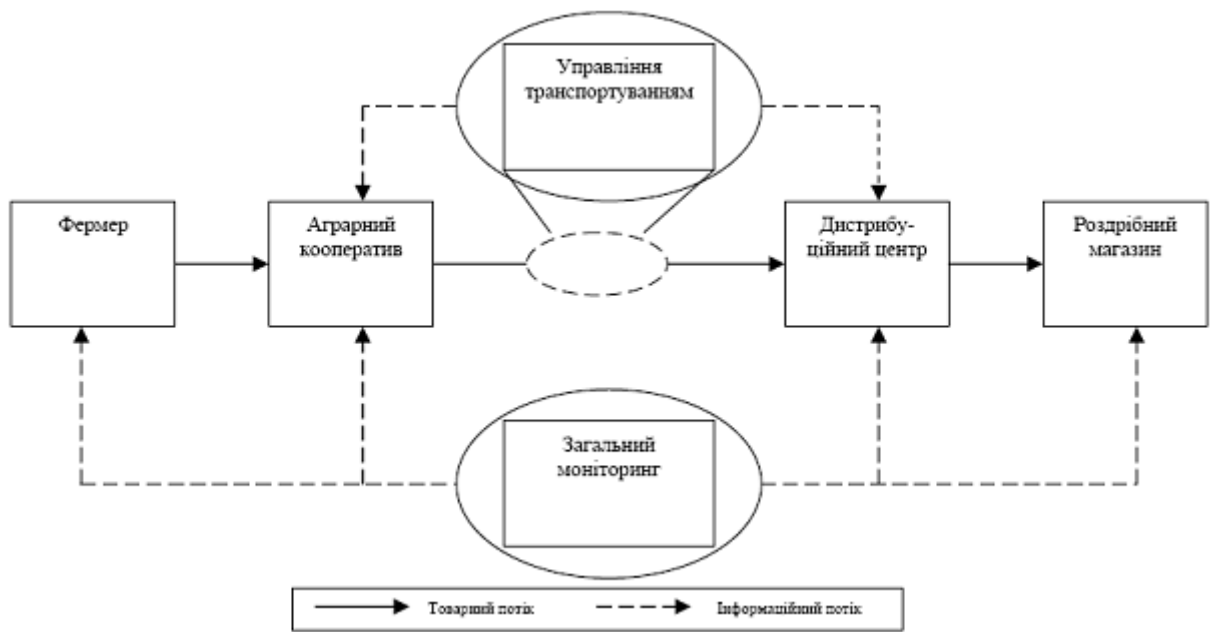 Управління
транспортуванням
Фермер
Аграрний
кооператив
Дистрибу-
ційний центр
Роздрібний
магазин
Загальний
моніторинг
Товарний потік
Інформаційний потік